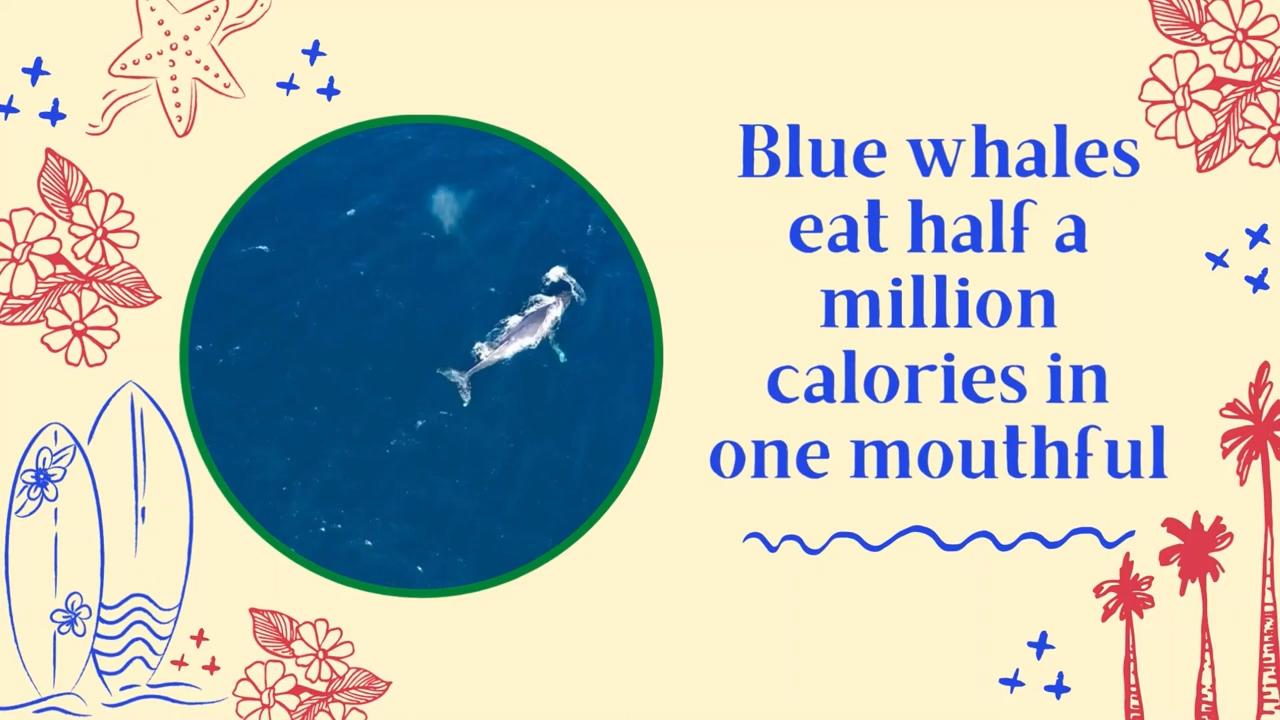 Blue whales
eat half a
million
calories in
one mouthful